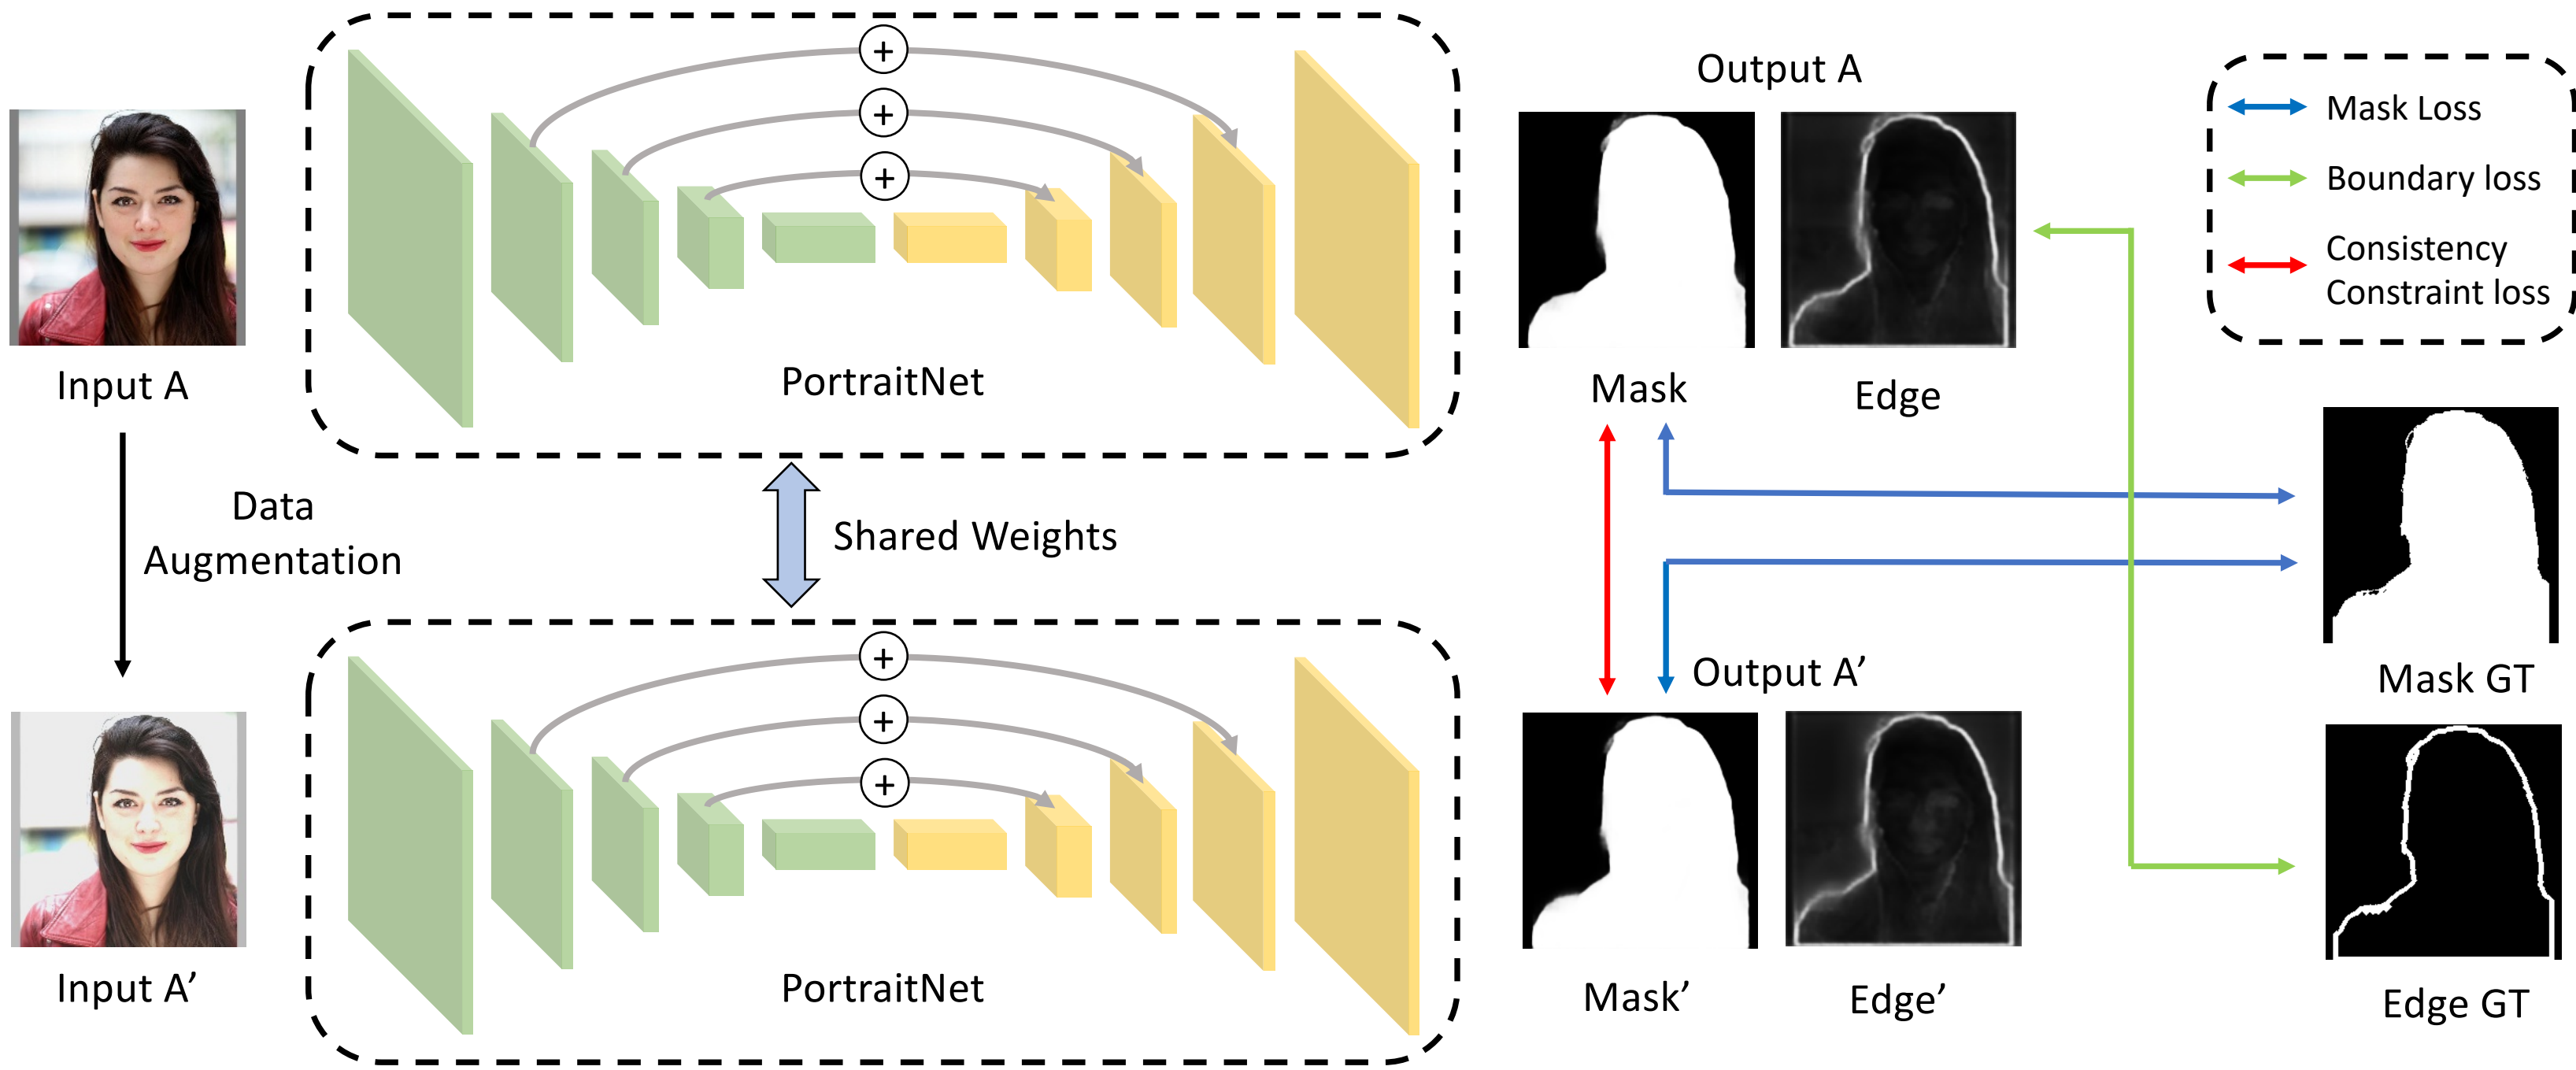 Input A
Data
Augmentation
Input A’
+
+
+
PortraitNet
Shared Weights
+
+
+
PortraitNet
Output A
Mask
Edge
Output A’
Mask’
Edge’
Mask Loss
Boundary loss
Consistency
Constraint loss
Mask GT
Edge GT